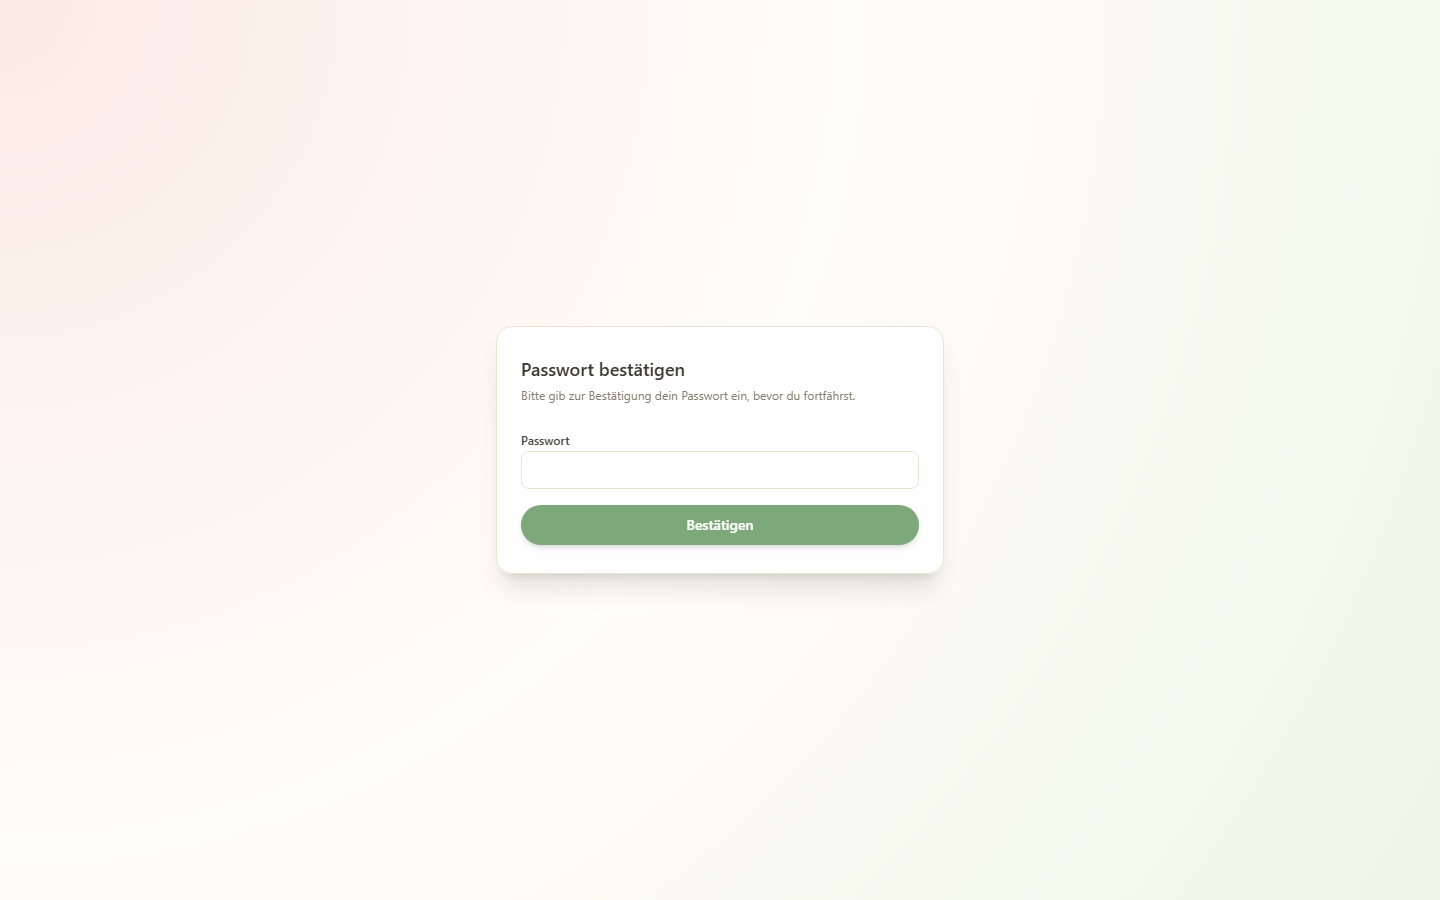 Passwort bestätigen
Bitte gib zur Bestätigung dein Passwort ein, bevor du fortfährst.
Passwort
Bestätigen